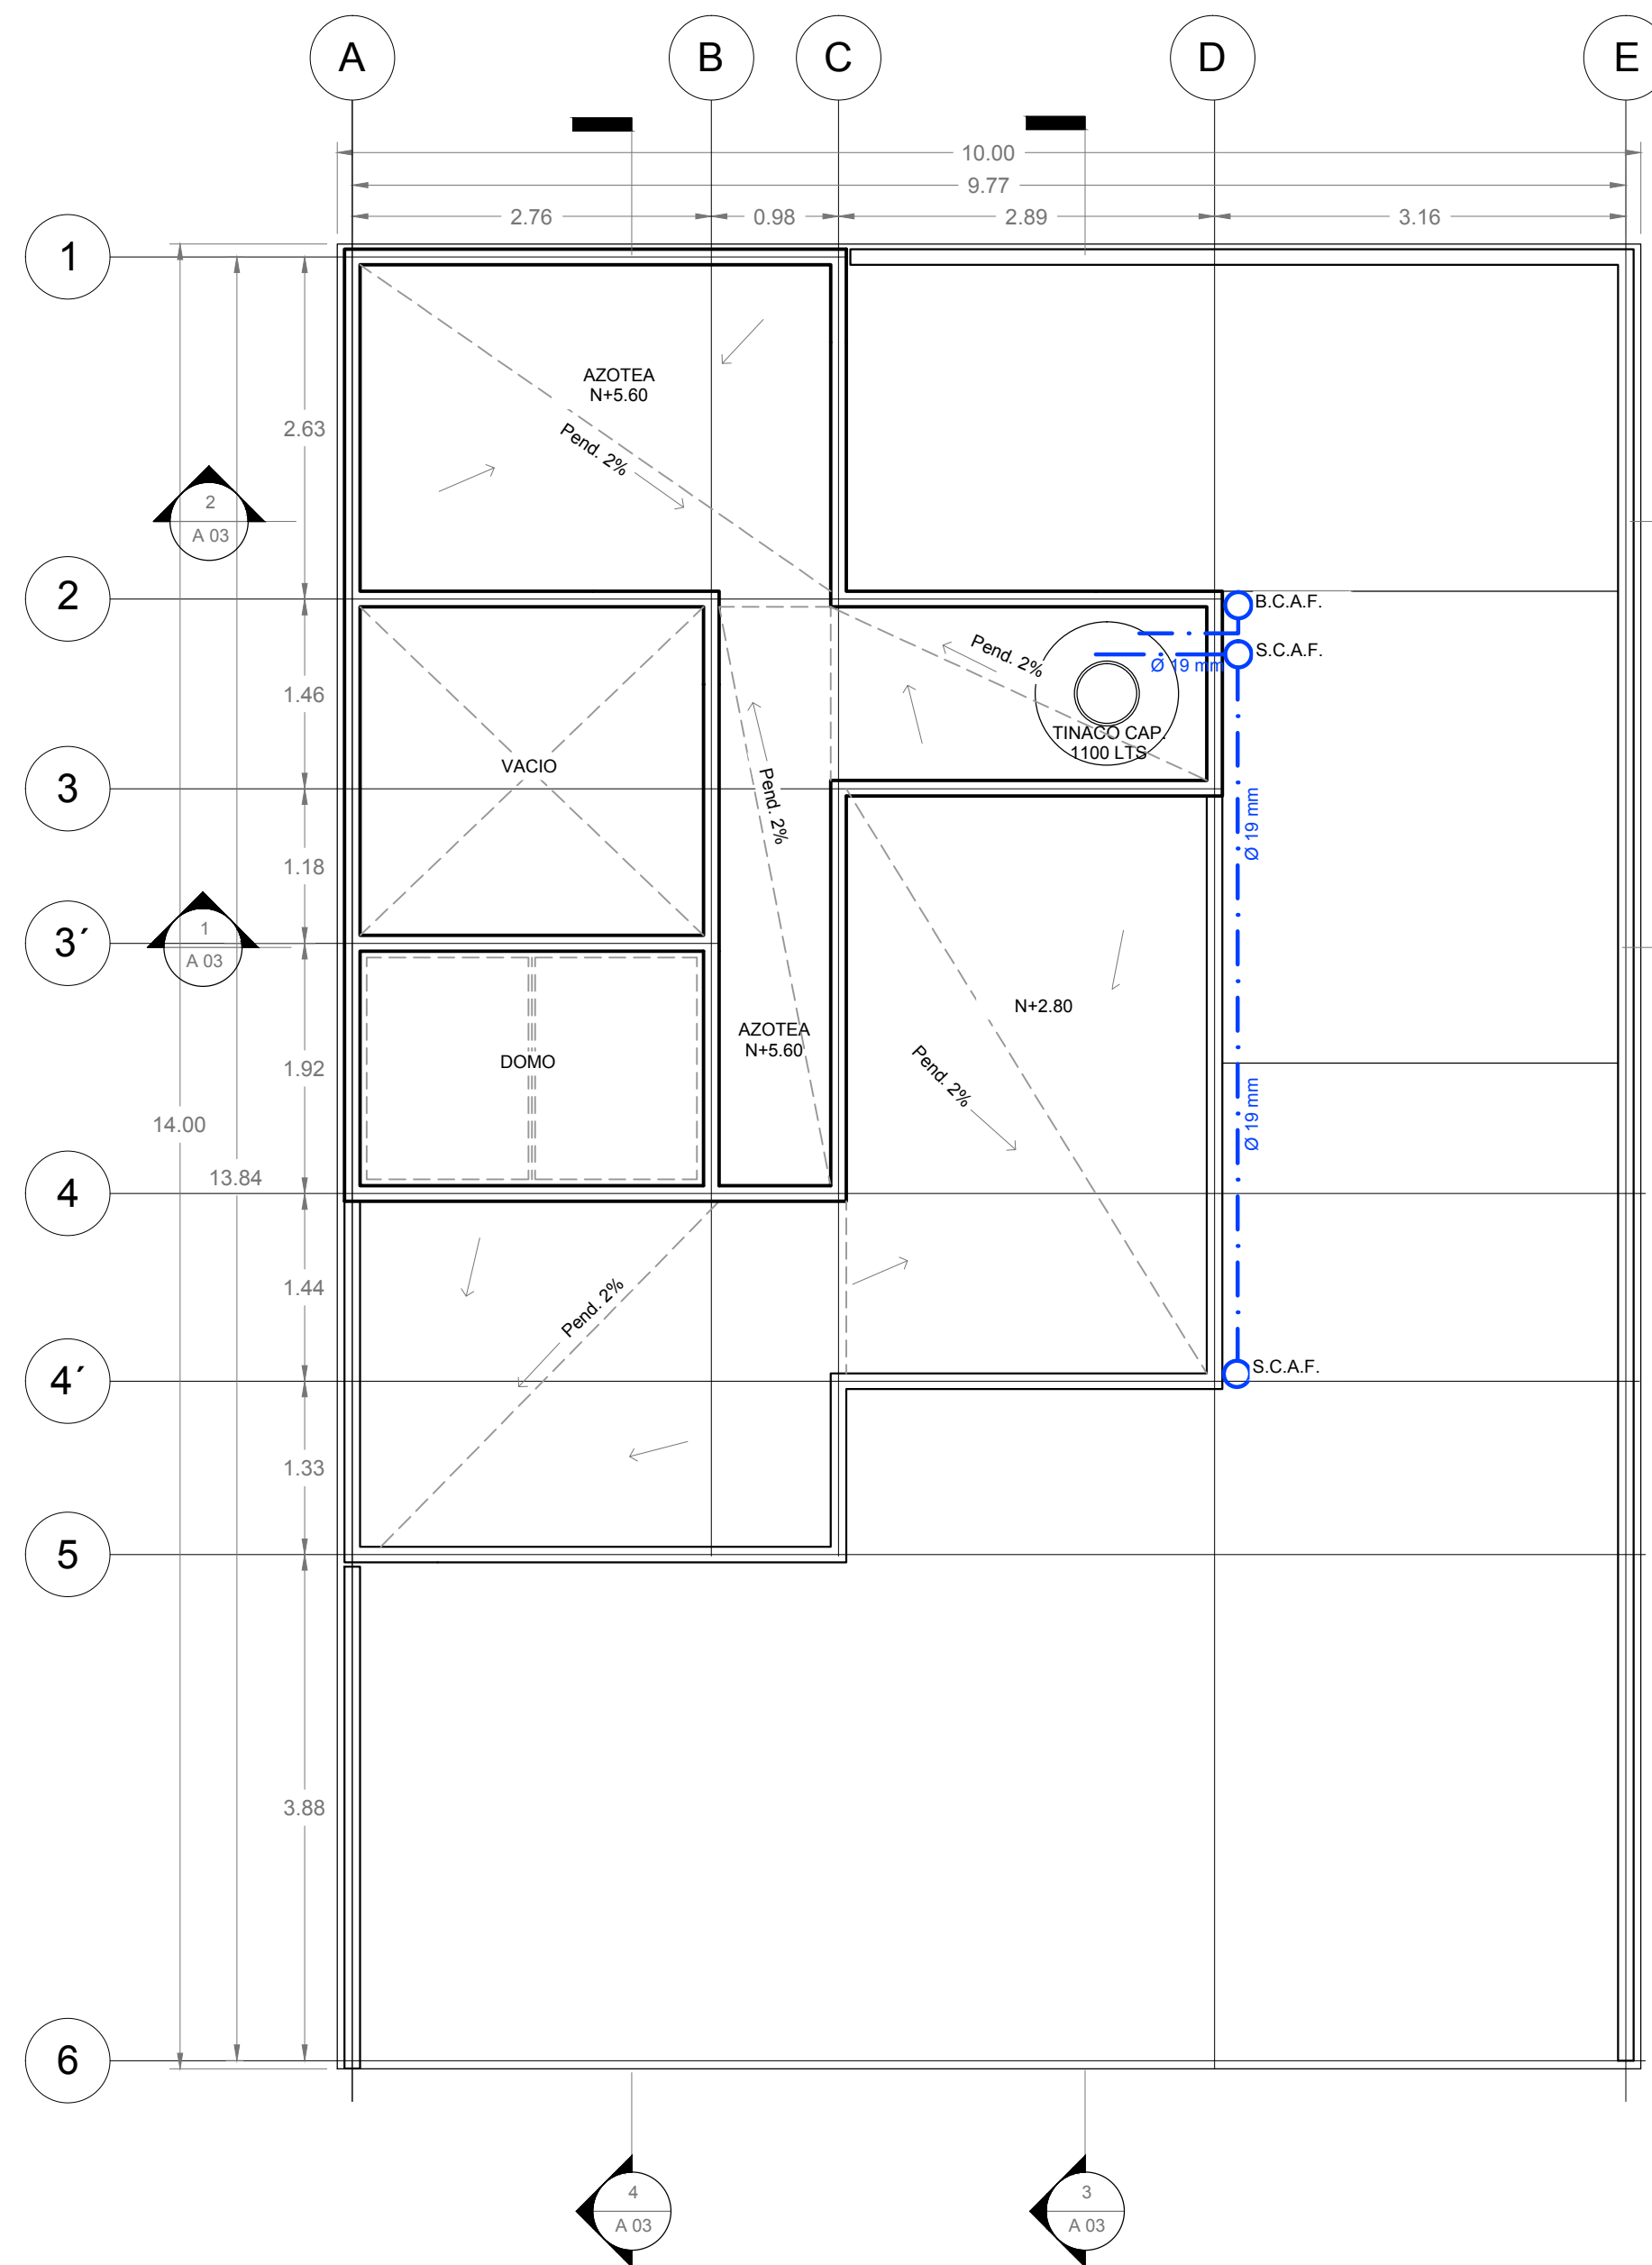 A
B
C
D
E
10.00
9.77
2.76
0.98
2.89
3.16
1
AZOTEA
N+5.60
2.63
Pend. 2%
2
A 03
2
B.C.A.F.
S.C.A.F.
Pend. 2%
Ø 19 mm
1.46
TINACO CAP.
1100 LTS
VACIO
3
Pend. 2%
Ø 19 mm
1.18
3´
1
A 03
N+2.80
AZOTEA
N+5.60
DOMO
1.92
Pend. 2%
Ø 19 mm
14.00
13.84
4
1.44
Pend. 2%
4´
S.C.A.F.
1.33
5
3.88
6
4
A 03
3
A 03